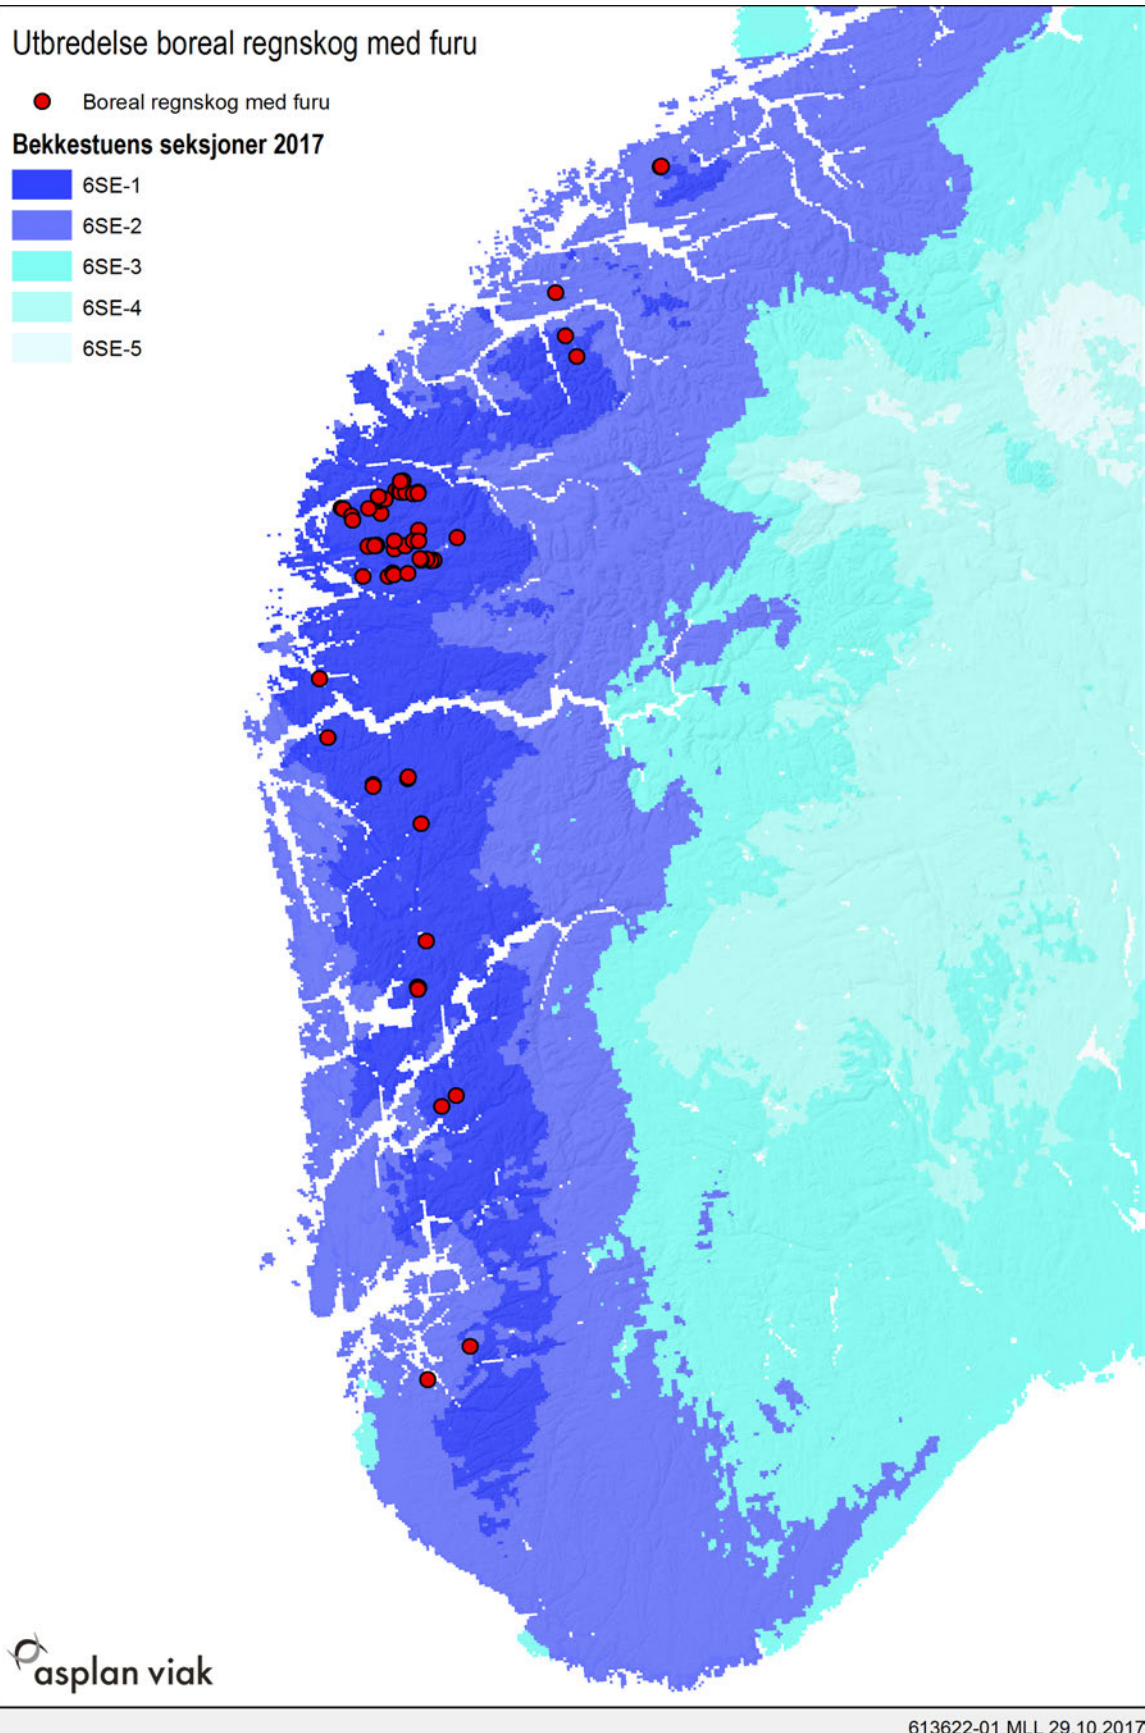 Utbredelse boreal regnskog med furu
Boreal regnskog med furu
Bekkestuens seksjoner 2017
6SE-1
6SE-2
6SE-3
6SE-4
6SE-5
asplan viak
613622-01 MLL 29.10.2017